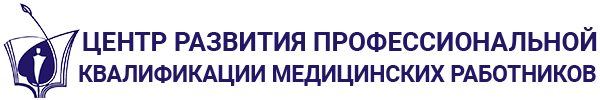 ЦЕНТР РАЗВИТИЯ ПРОФЕССИОНАЛЬНОЙ
КВАЛИФИКАЦИИ МЕДИЦИНСКИХ РАБОТНИКОВ